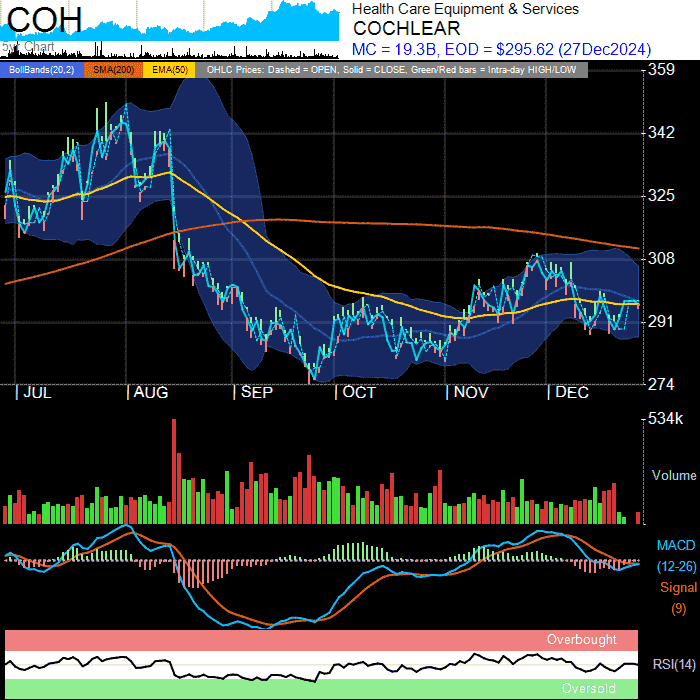 COH
5yr Chart
Health Care Equipment & Services
COCHLEAR
MC = 19.3B, EOD = $295.62 (27Dec2024)
BollBands(20,2) SMA(200) EMA(50) OHLC Prices: Dashed = OPEN, Solid = CLOSE, Green/Red bars = Intra-day HIGH/LOW
359
342
325
308
291
274
| JUL | AUG | SEP | OCT | NOV | DEC
534k
Volume
MACD
(12-26)
Signal
(9)
Overbought
RSI(14)
Oversold